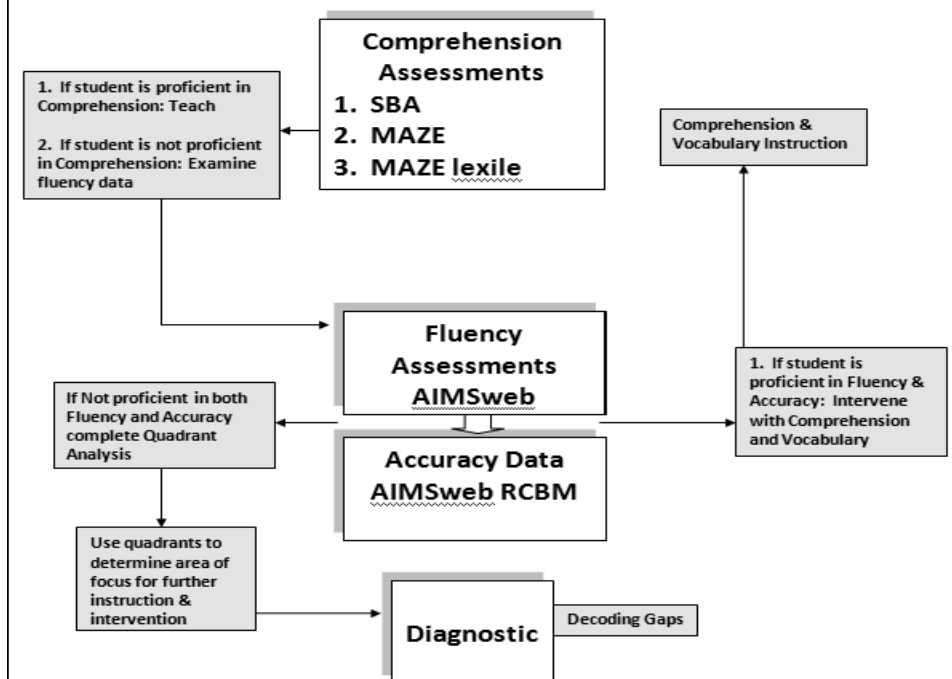 Comprehension
Assessments
1. SBA
2. MAZE
3. MAZE lexile
1. If student is proficient in
Comprehension: Teach
2. If student is not proficient
in Comprehension: Examine
fluency data
Comprehension &
Vocabulary Instruction
Fluency
Assessments
AIMSweb
1. If student is
proficient in Fluency &
Accuracy: Intervene
with Comprehension
and Vocabulary
If Not proficient in both
Fluency and Accuracy
complete Quadrant
Analysis
Accuracy Data
AIMSweb RCBM
Use quadrants to
determine area of
focus for further
instruction &
intervention
Diagnostic
Decoding Gaps